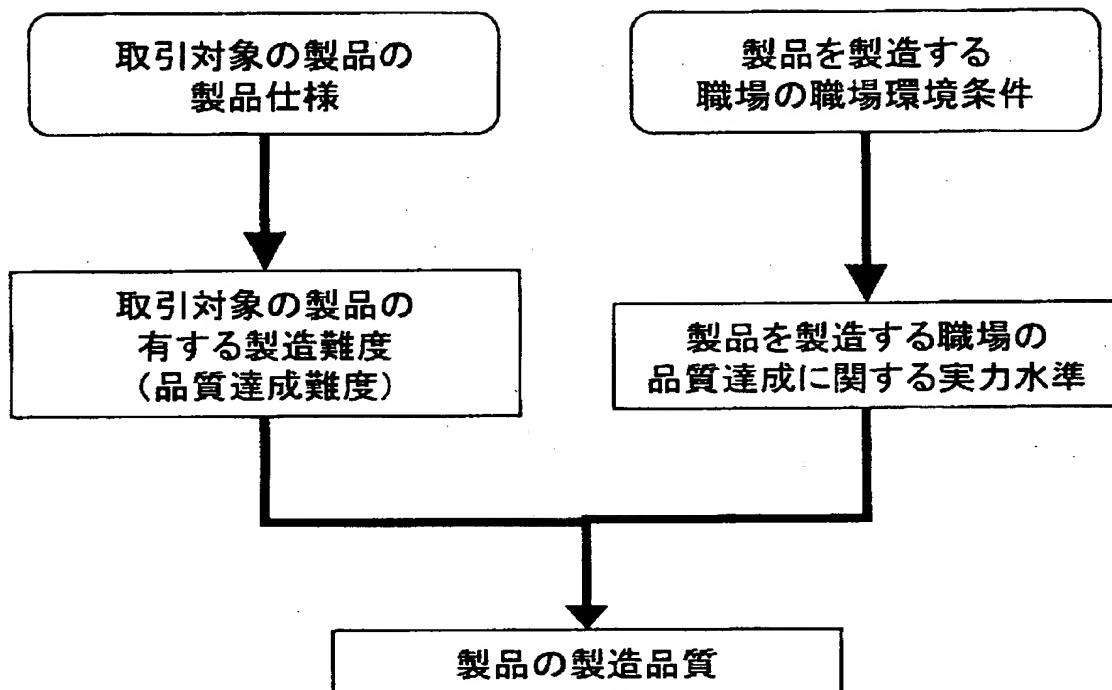 取引対象の製品の
製品仕様
製品を製造する
職場の職場環境条件
取引対象の製品の
有する製造難度
（品質達成難度）
製品を製造する職場の
品質達成に関する実力水準
製品の製造品質